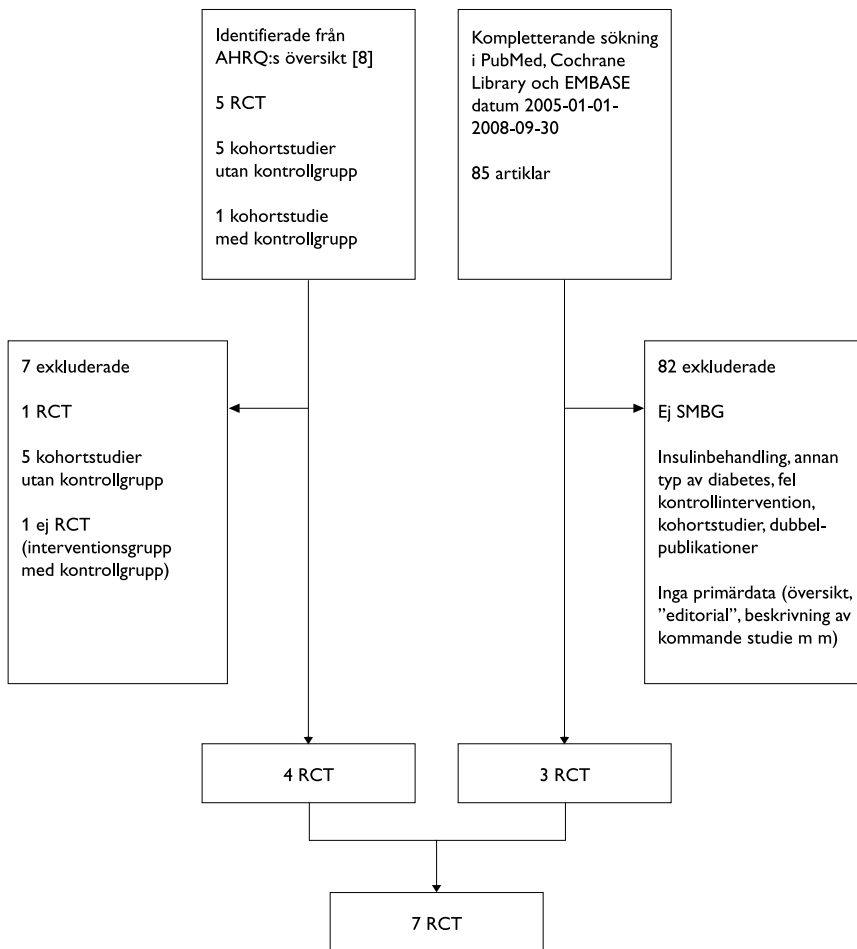 Identifierade från
AHRQ:s översikt [8]
5 RCT
5 kohortstudier
utan kontrollgrupp
1 kohortstudie
med kontrollgrupp
Kompletterande sökning
i PubMed, Cochrane
Library och EMBASE
datum 2005-01-01-
2008-09-30
85 artiklar
7 exkluderade
1 RCT
5 kohortstudier
utan kontrollgrupp
1 ej RCT
(interventionsgrupp
med kontrollgrupp)
82 exkluderade
Ej SMBG
Insulinbehandling, annan
typ av diabetes, fel
kontrollintervention,
kohortstudier, dubbel-
publikationer
Inga primärdata (översikt,
”editorial”, beskrivning av
kommande studie m m)
4 RCT
3 RCT
7 RCT